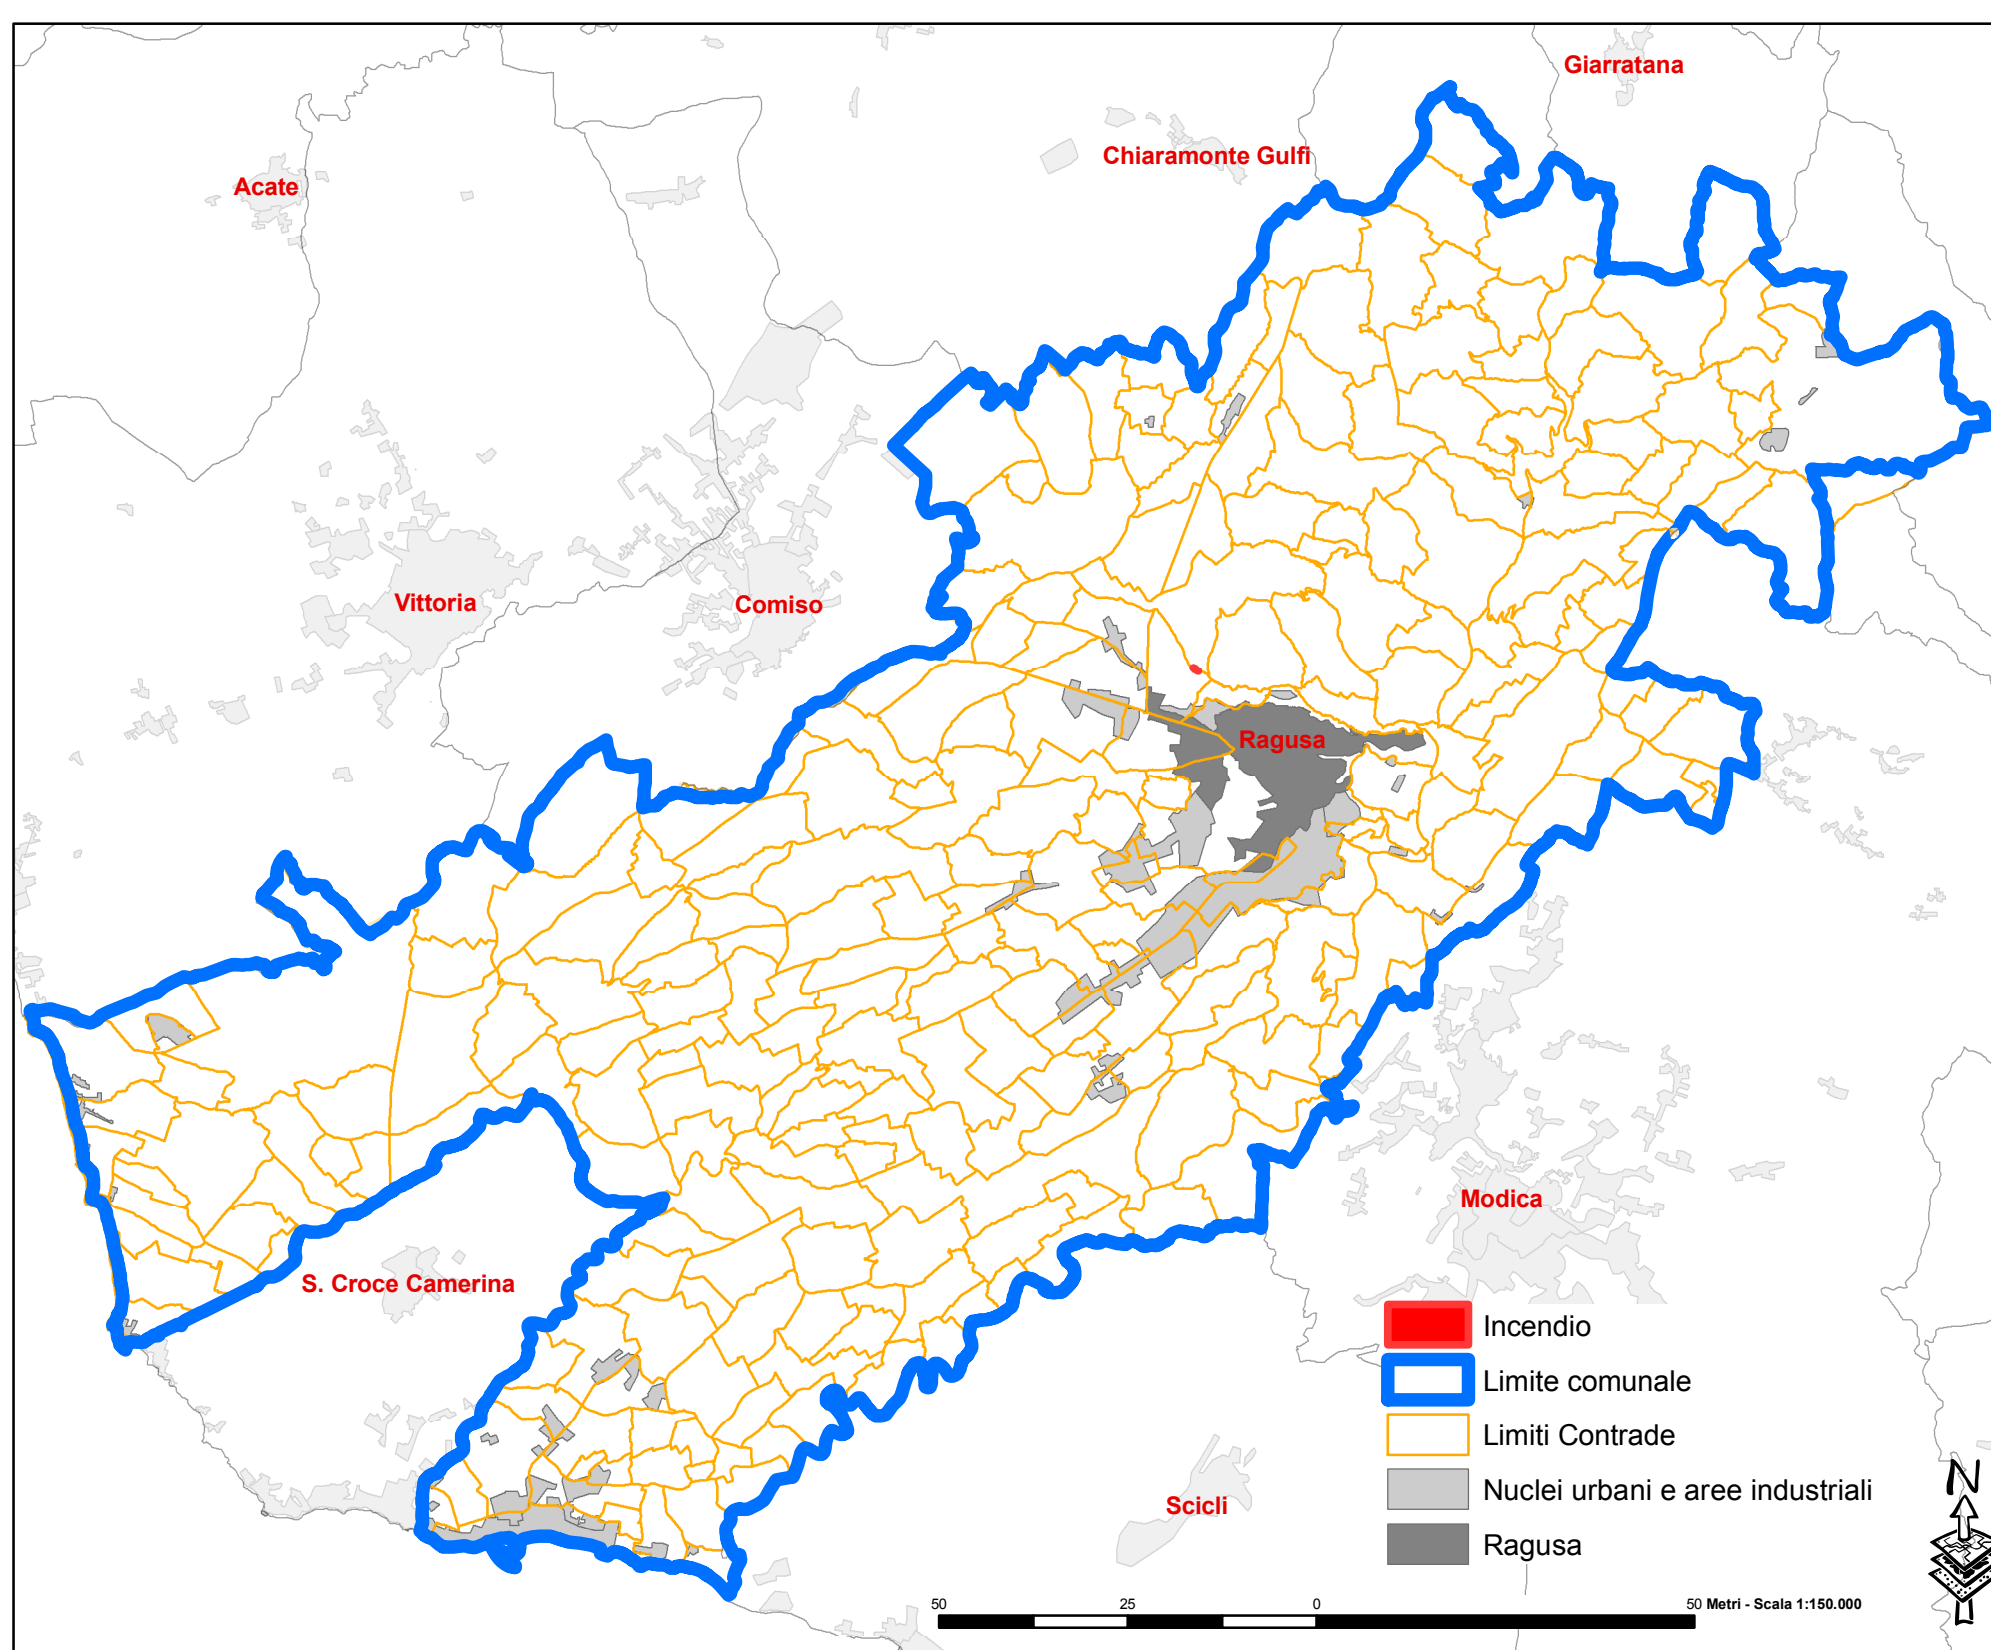 Giarratana
Chiaramonte Gulfi
Acate
Vittoria
Comiso
Ragusa
Modica
S. Croce Camerina
Scicli
Incendio
Limite comunale
Limiti Contrade
Nuclei urbani e aree industriali
Ragusa
N
50 25 0 50 Metri - Scala 1:150.000